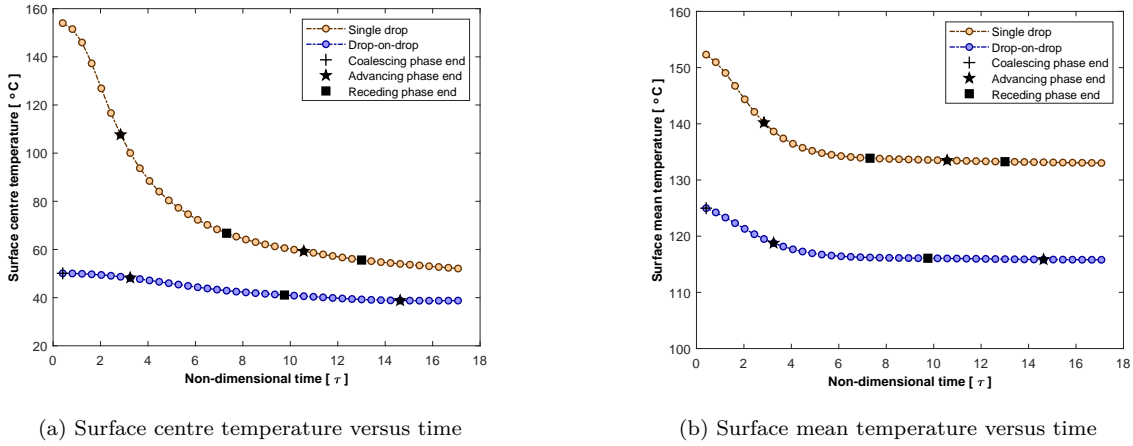 160
140
120
100
80
60
40
20
Surface centre temperature [ °C]
0 2 4 6 8 10 12 14 16 18
Non-dimensional time [ τ ]
Single drop
Drop-on-drop
Coalescing phase end
Advancing phase end
Receding phase end
(a) Surface centre temperature versus time
160
150
140
130
120
110
100
Surface mean temperature [ °C]
0 2 4 6 8 10 12 14 16 18
Non-dimensional time [ τ ]
Single drop
Drop-on-drop
Coalescing phase end
Advancing phase end
Receding phase end
(b) Surface mean temperature versus time